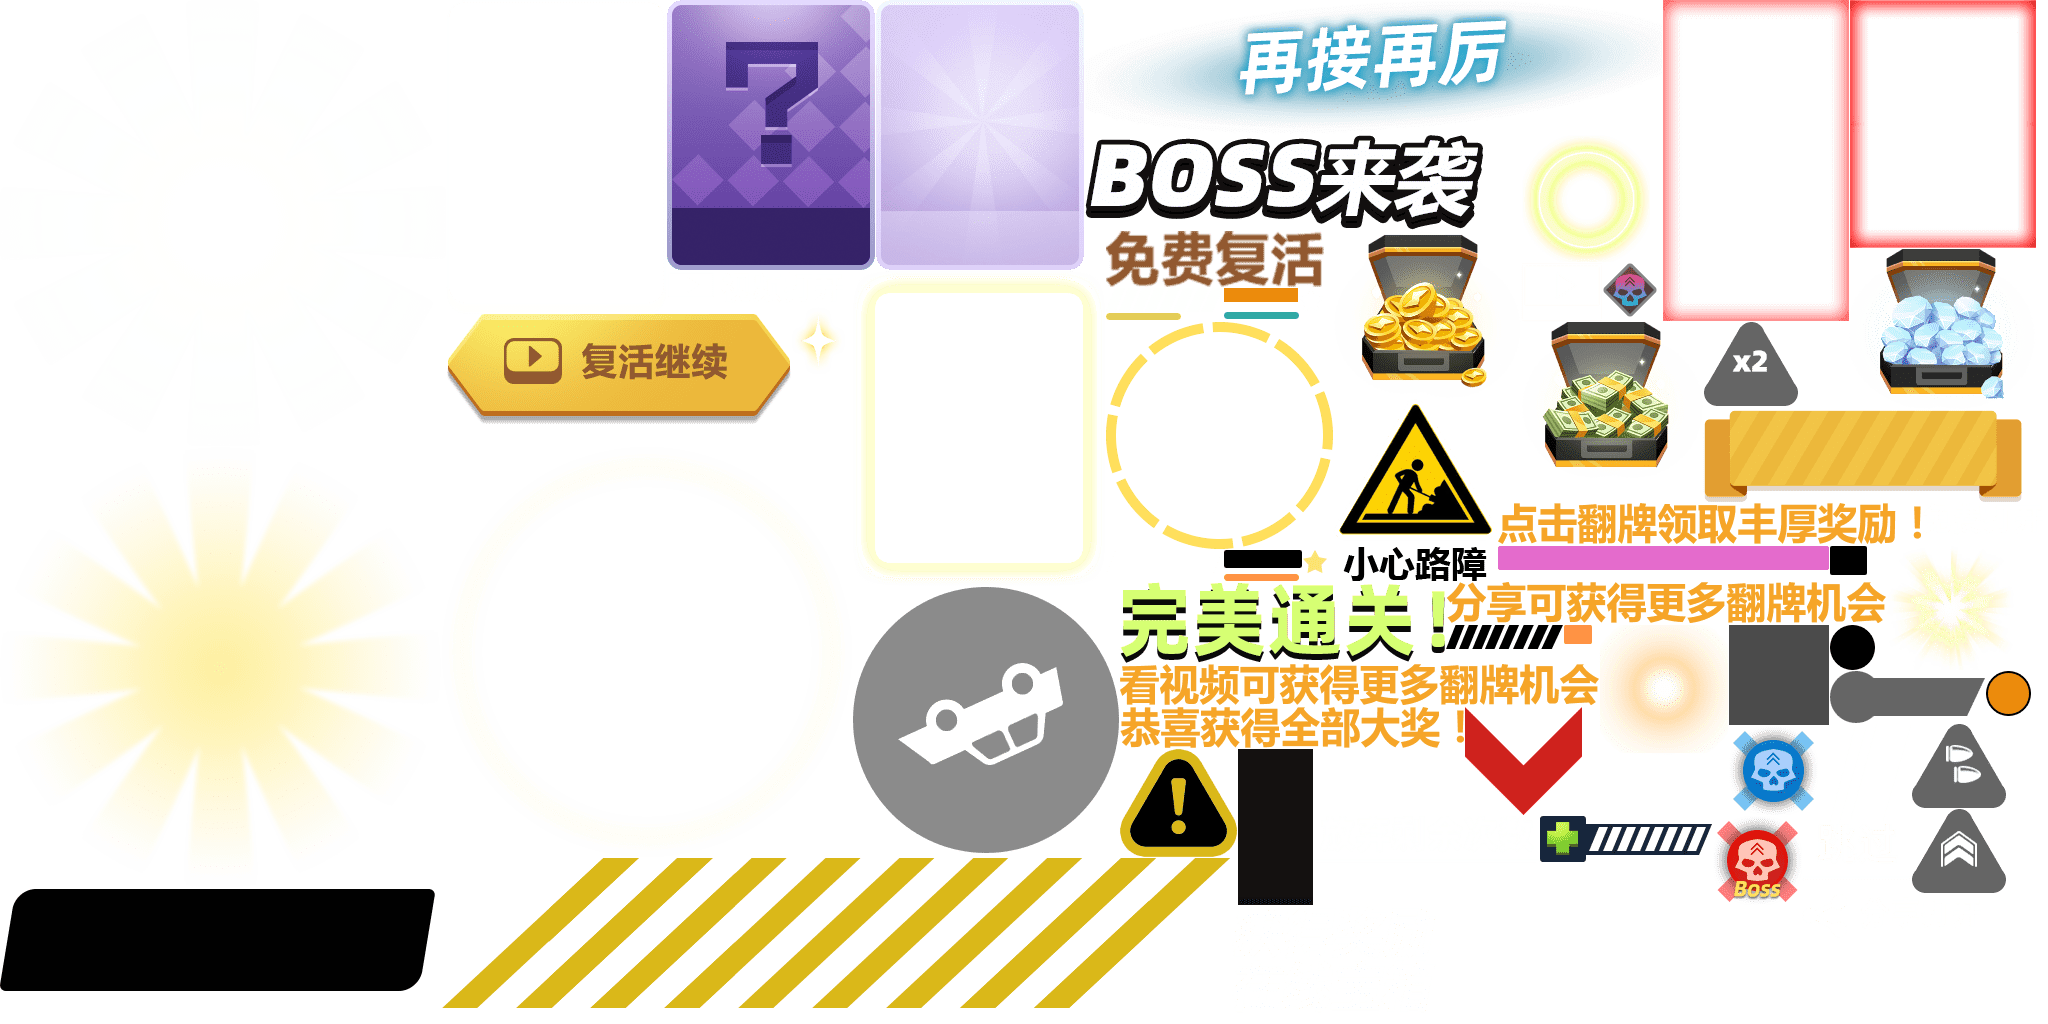 再接再厉
BOSS来袭
免费复活
复活继续
x2
点击翻牌领取丰厚奖励！
小心路障
完美通关！
分享可获得更多翻牌机会
看视频可获得更多翻牌机会
恭喜获得全部大奖！
Boss